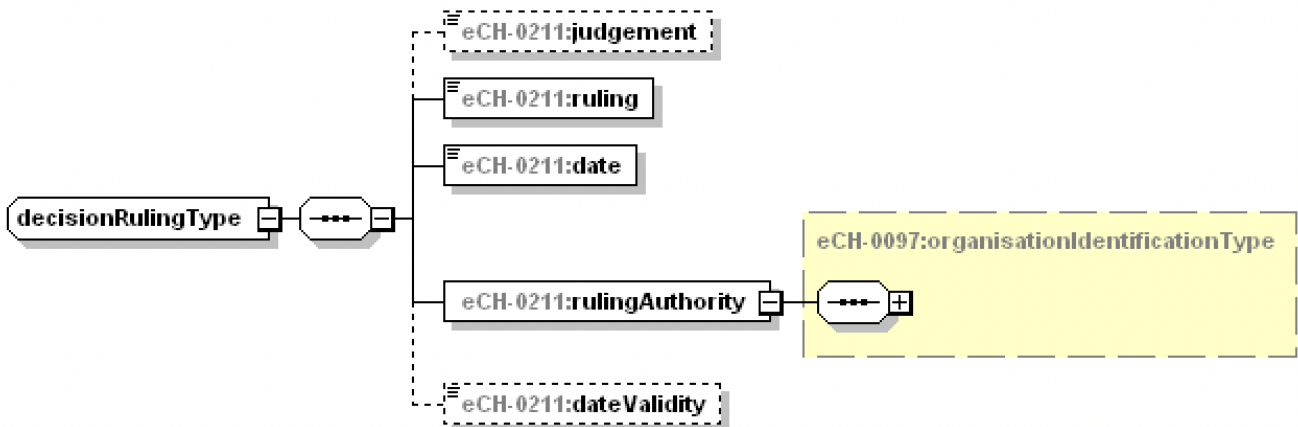 eCH-0211:judgement
eCH-0211:ruling
eCH-0211:date
decisionRulingType
eCH-0097:organisationIdentificationType
eCH-0211:rulingAuthority
eCH-0211:dateValidity